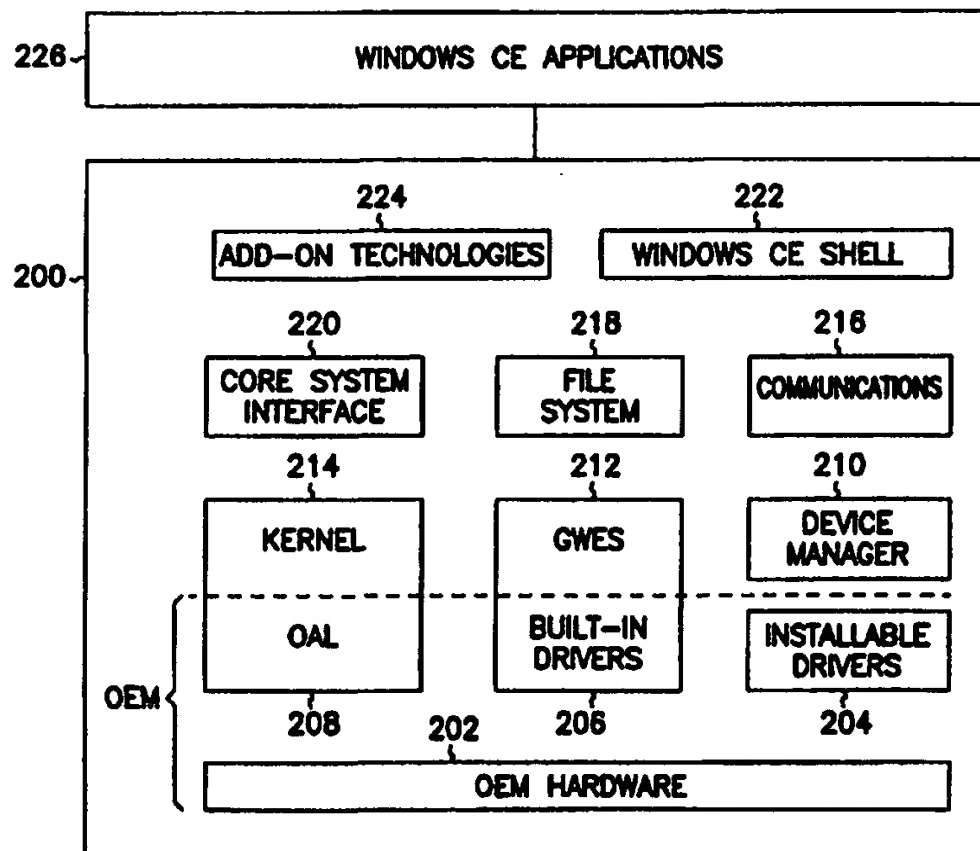 226
WINDOWS CE APPLICATIONS
224
222
ADD-ON TECHNOLOGIES
WINDOWS CE SHELL
200
220
218
216
CORE SYSTEM
INTERFACE
FILE
SYSTEM
COMMUNICATIONS
214
212
210
KERNEL
GWES
DEVICE
MANAGER
OAL
BUILT-IN
DRIVERS
INSTALLABLE
DRIVERS
OEM
208
206
204
202
OEM HARDWARE